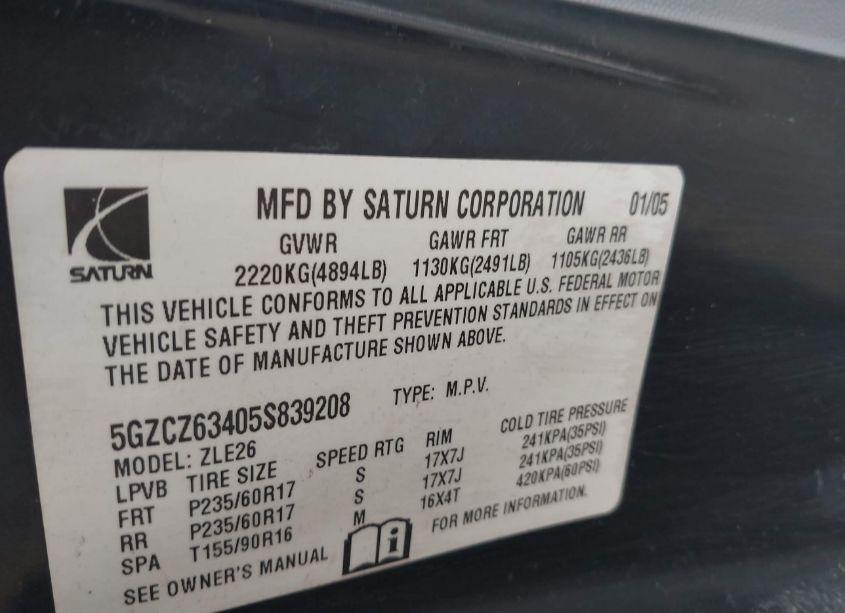 SATURN
MFD BY SATURN CORPORATION 01/05
GVWR GAWR FRT GAWR RR
2220KG(4894LB) 1130KG(2491LB) 1105KG(2436LB)
THIS VEHICLE CONFORMS TO ALL APPLICABLE U.S. FEDERAL MOTOR
VEHICLE SAFETY AND THEFT PREVENTION STANDARDS IN EFFECT ON
THE DATE OF MANUFACTURE SHOWN ABOVE.
5GZCZ63405S839208 TYPE: M.P.V.
MODEL: ZLE26
LPVB TIRE SIZE SPEED RTG RIM COLD TIRE PRESSURE
FRT P235/60R17 S 17X7J 241KPA(35PSI)
RR P235/60R17 S 17X7J 241KPA(35PSI)
SPA T155/90R16 M 16X4T 420KPA(60PSI)
SEE OWNER'S MANUAL i FOR MORE INFORMATION.